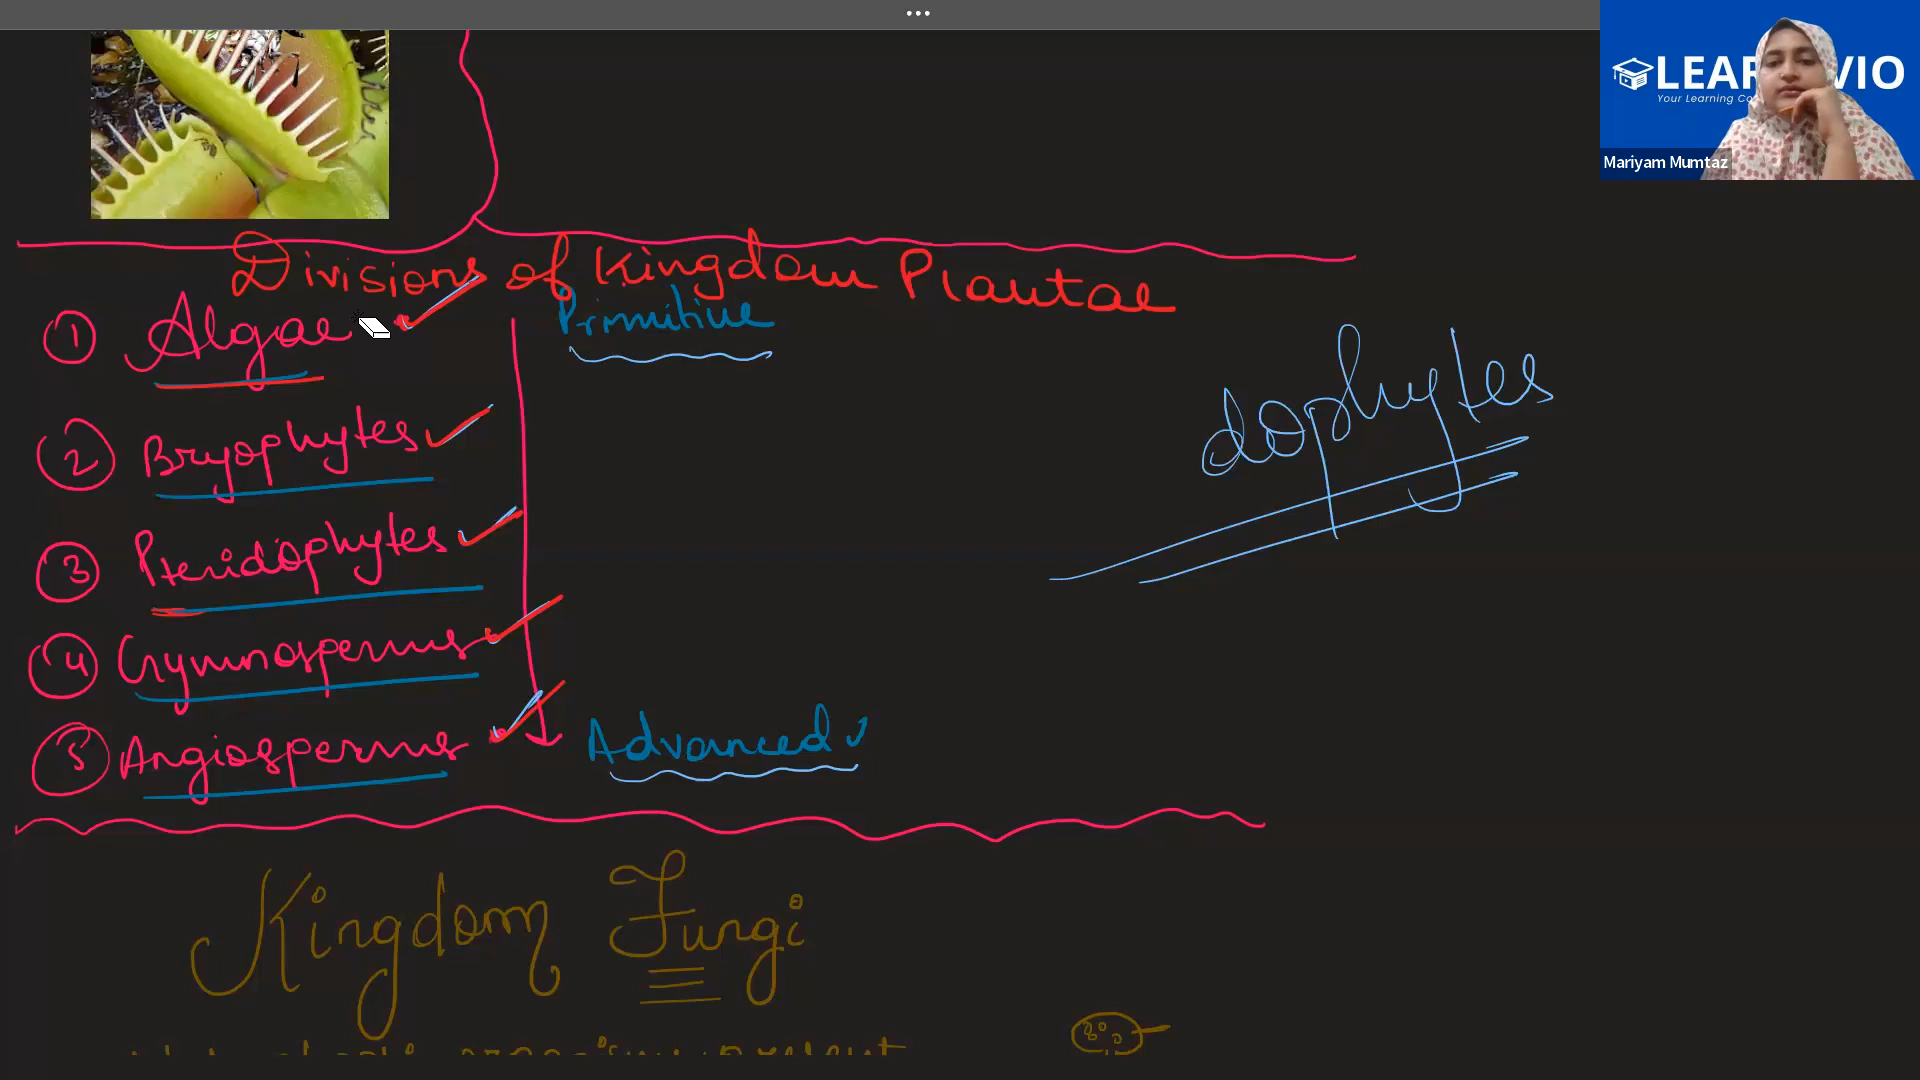 LEAR VIO
Your Learning Co
Mariyam Mumtaz
Divisions of Kingdom Plantae
① Algae
Primitive
② Bryophytes
dophytes
③ Pteridophytes
④ Gymnosperms
⑤ Angiosperms
Advanced
Kingdom Fungi